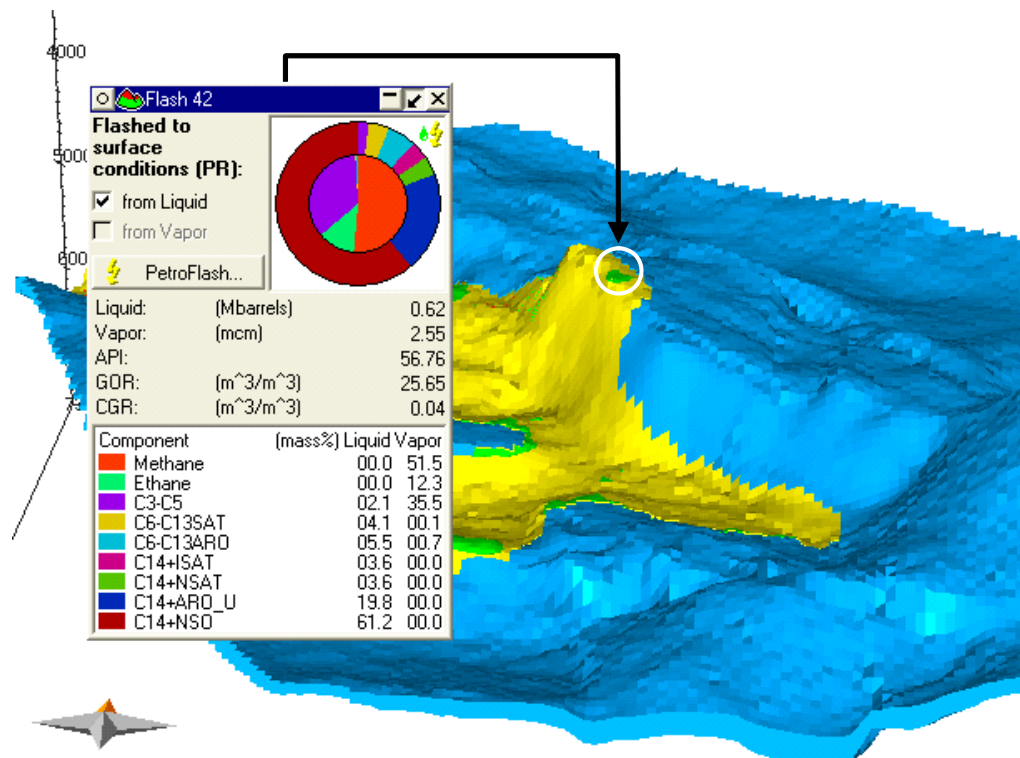 4000
Flash 42
Flashed to
surface
conditions (PR):
5000
from Liquid
from Vapor
600
PetroFlash...
Liquid: (Mbarrels) 0.62
Vapor: (mcm) 2.55
API: 56.76
GOR: (m^3/m^3) 25.65
CGR: (m^3/m^3) 0.04
Component (mass%) Liquid Vapor
Methane 00.0 51.5
Ethane 00.0 12.3
C3-C5 02.1 35.5
C6-C13SAT 04.1 00.1
C6-C13ARO 05.5 00.7
C14+ISAT 03.6 00.0
C14+NSAT 03.6 00.0
C14+ARO_U 19.8 00.0
C14+NSO 61.2 00.0